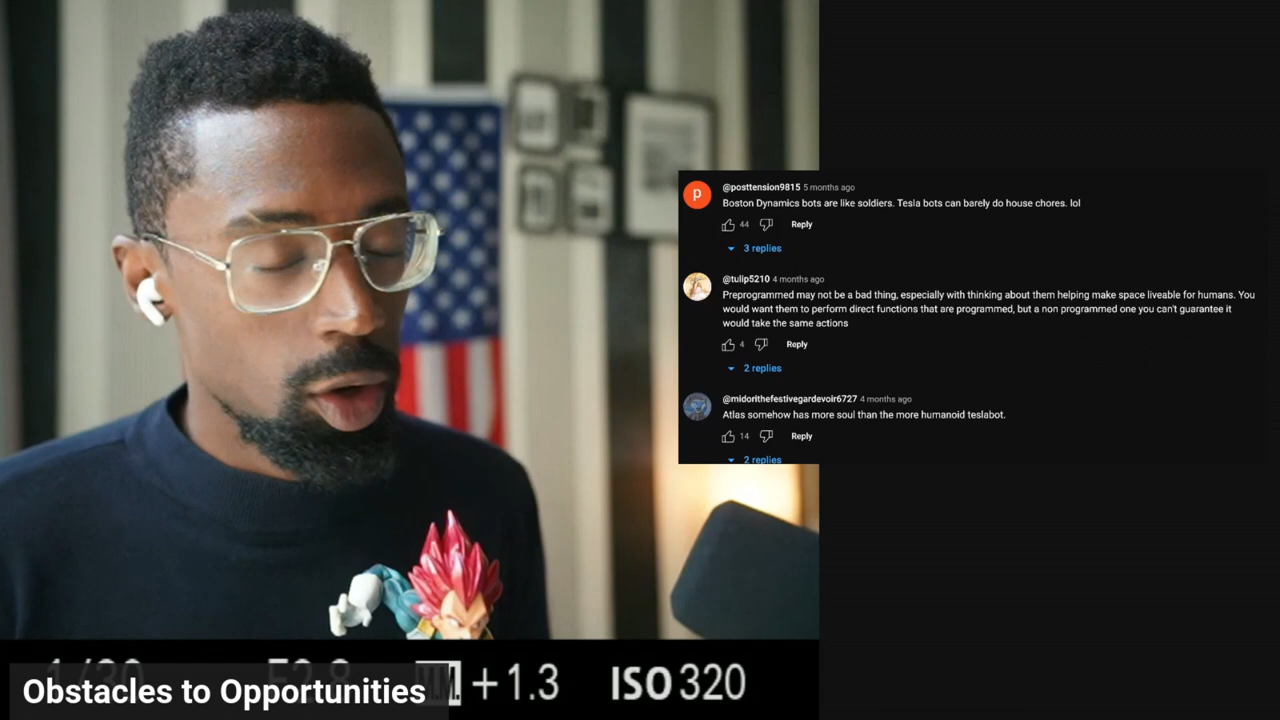 P
@posttension9815 5 months ago
Boston Dynamics bots are like soldiers. Tesla bots can barely do house chores. lol
44 Reply
3 replies
@tulip5210 4 months ago
Preprogrammed may not be a bad thing, especially with thinking about them helping make space liveable for humans. You
would want them to perform direct functions that are programmed, but a non programmed one you can't guarantee it
would take the same actions
4 Reply
2 replies
@midorithefestivegardevoir6727 4 months ago
Atlas somehow has more soul than the more humanoid teslabot.
14 Reply
2 replies
1/30 F2.8 M.M. +1.3 ISO 320
Obstacles to Opportunities